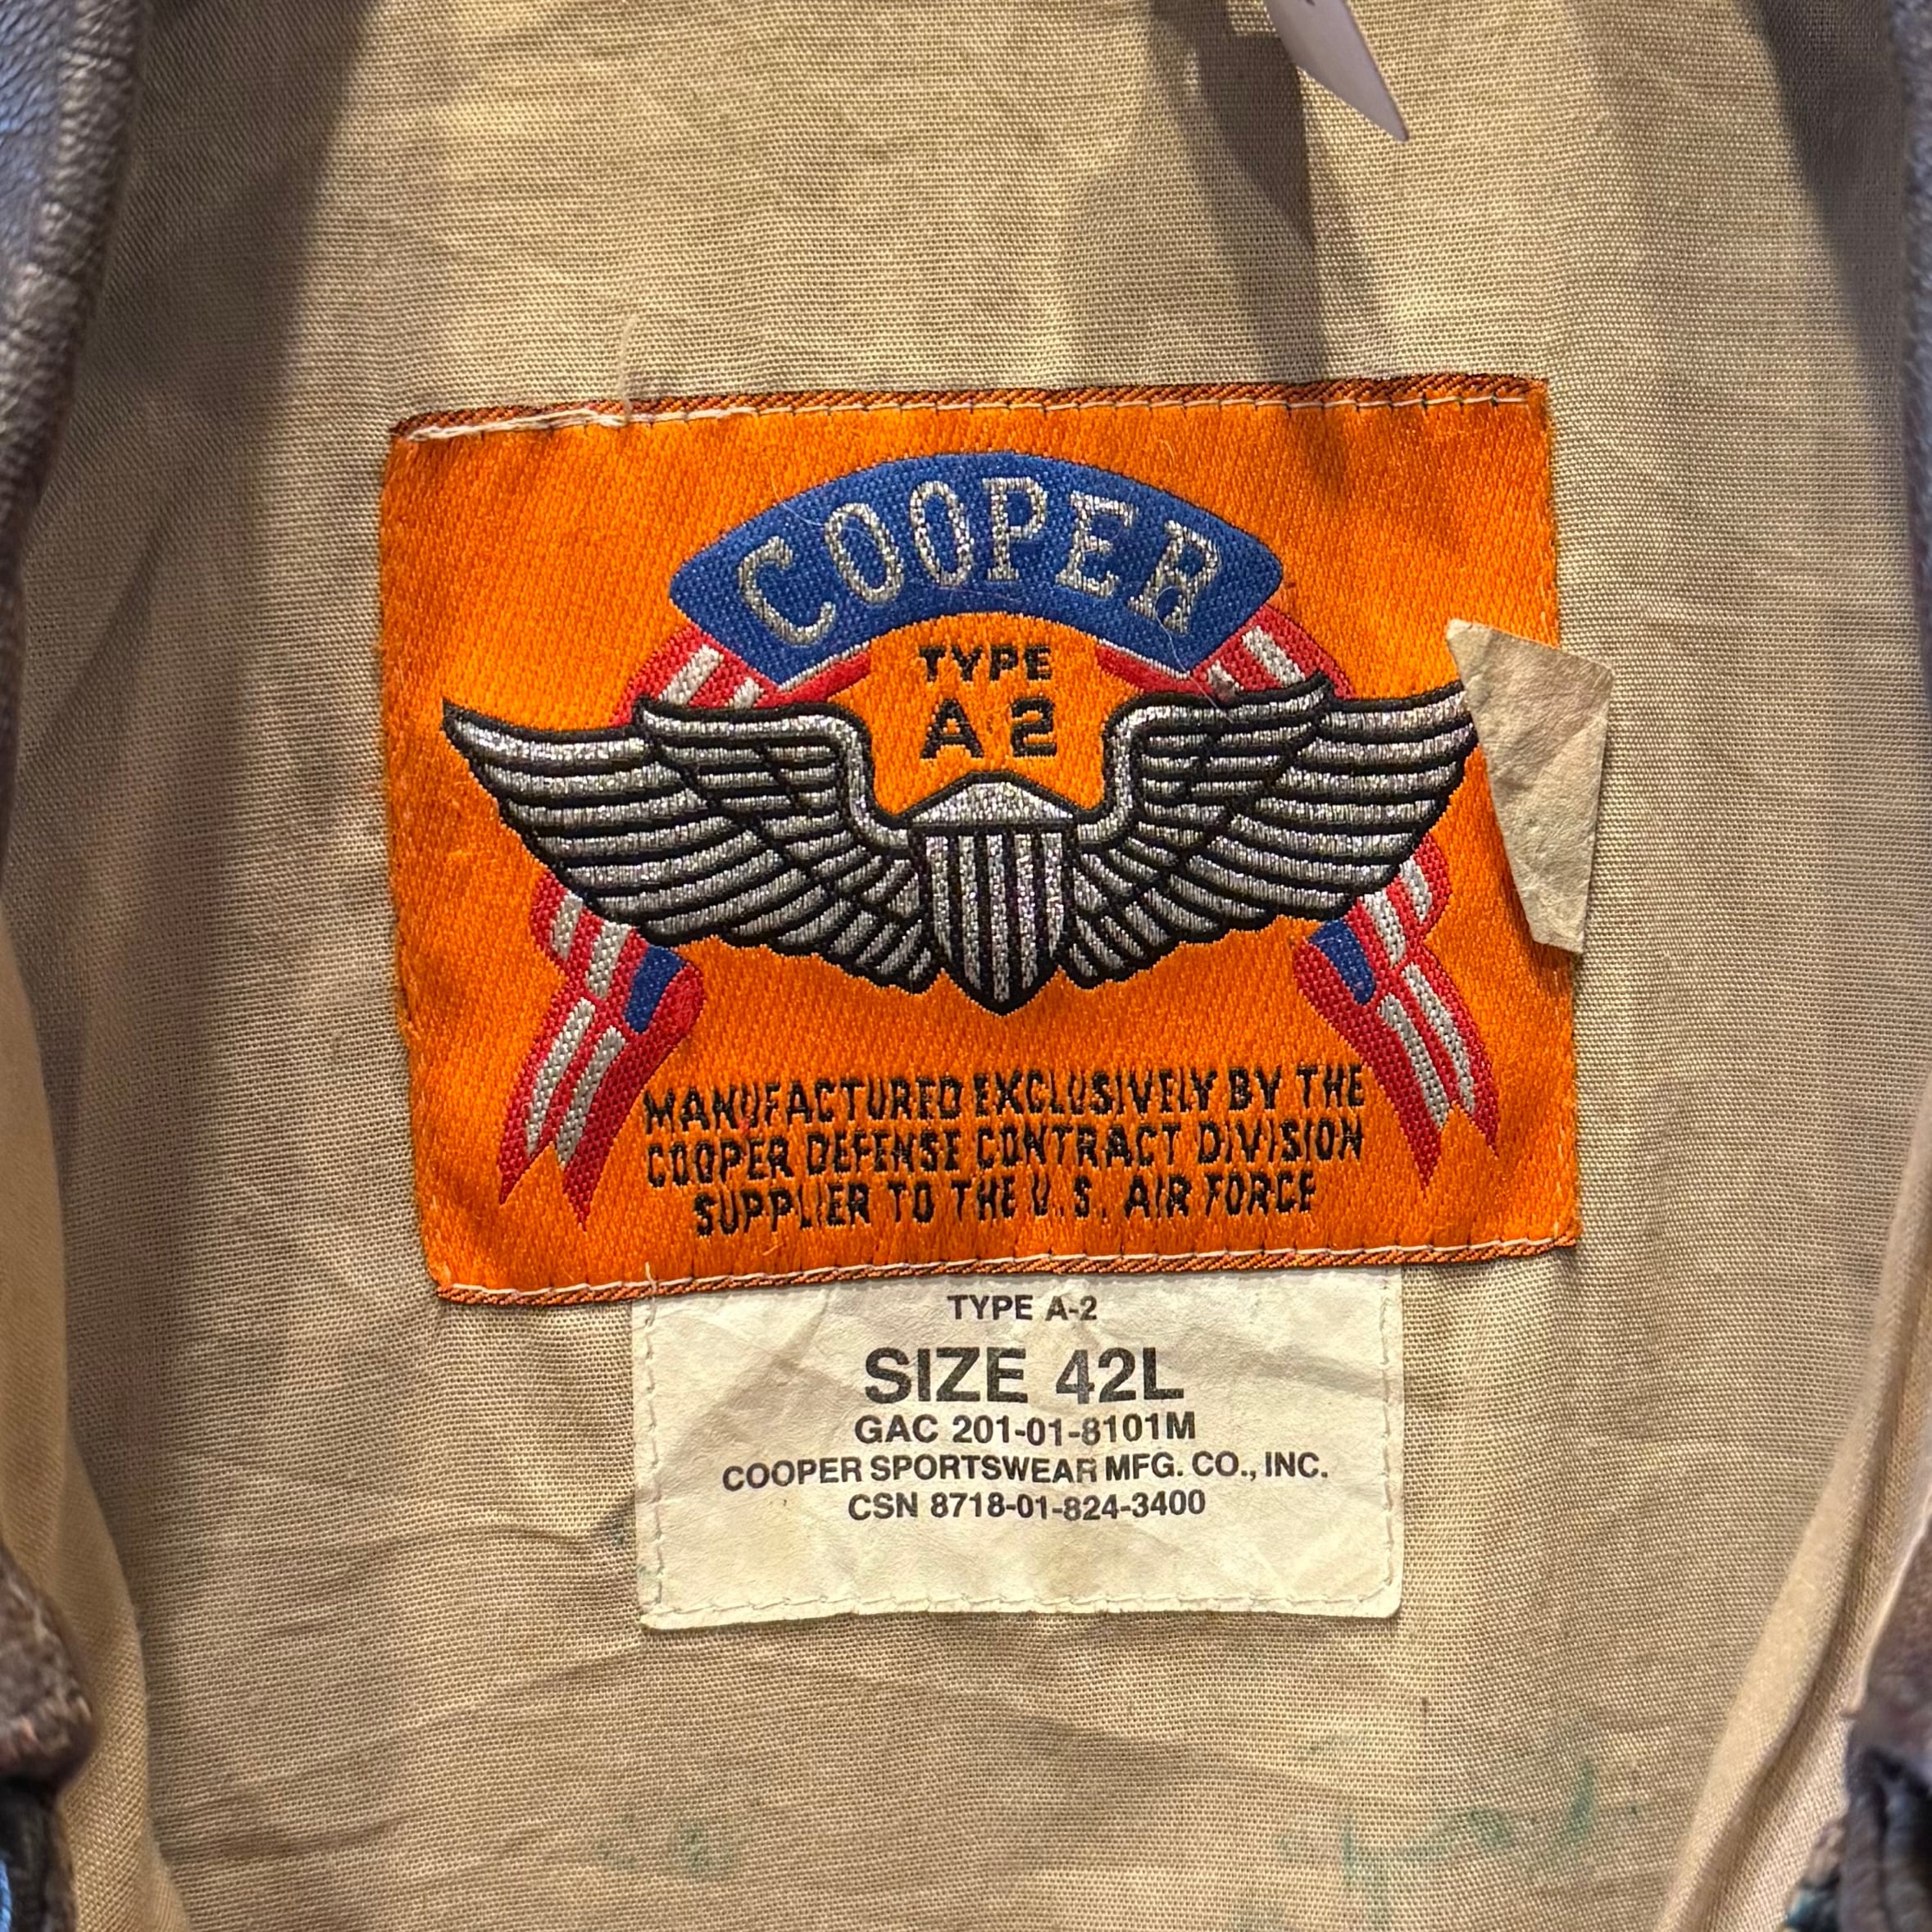 COOPER
TYPE
A 2
MANUFACTURED EXCLUSIVELY BY THE
COOPER DEFENSE CONTRACT DIVISION
SUPPLIER TO THE U.S. AIR FORCE
TYPE A-2
SIZE 42L
GAC 201-01-8101M
COOPER SPORTSWEAR MFG. CO., INC.
CSN 8718-01-824-3400